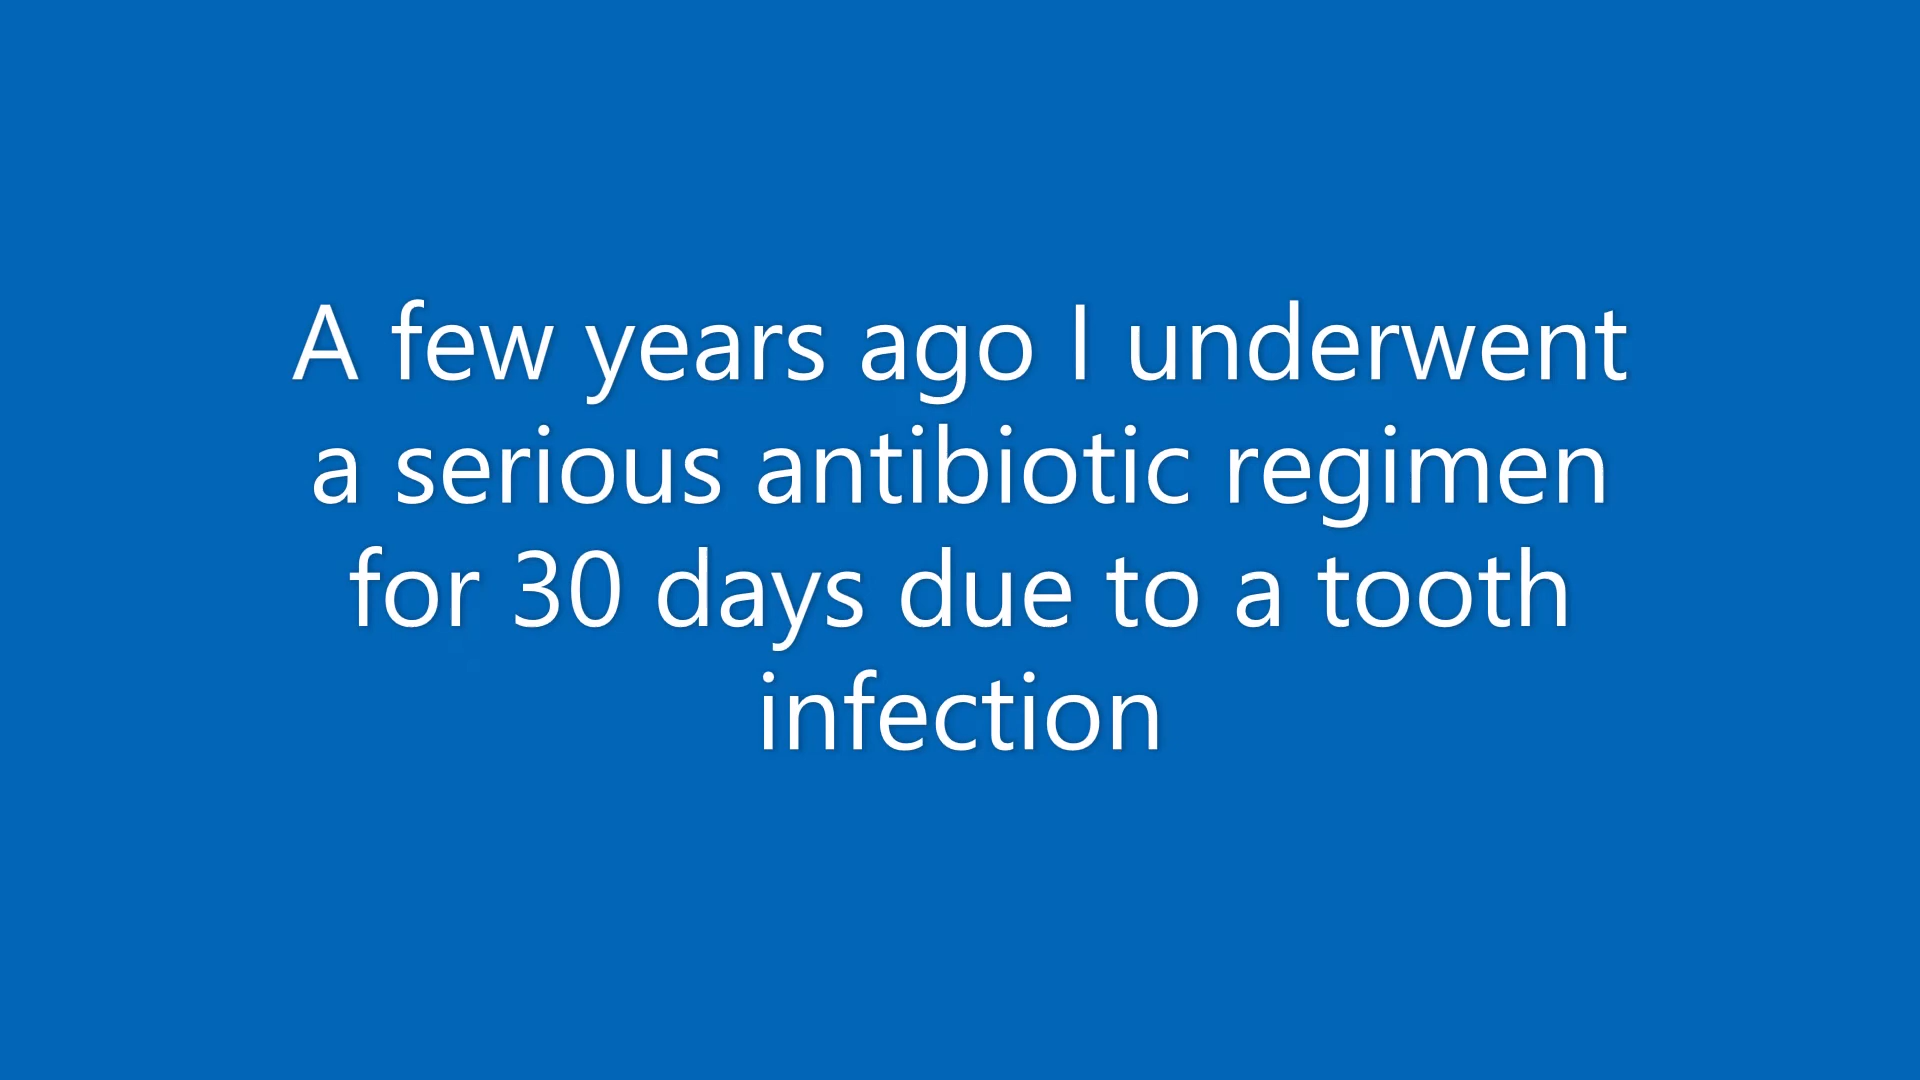 A few years ago I underwent
a serious antibiotic regimen
for 30 days due to a tooth
infection